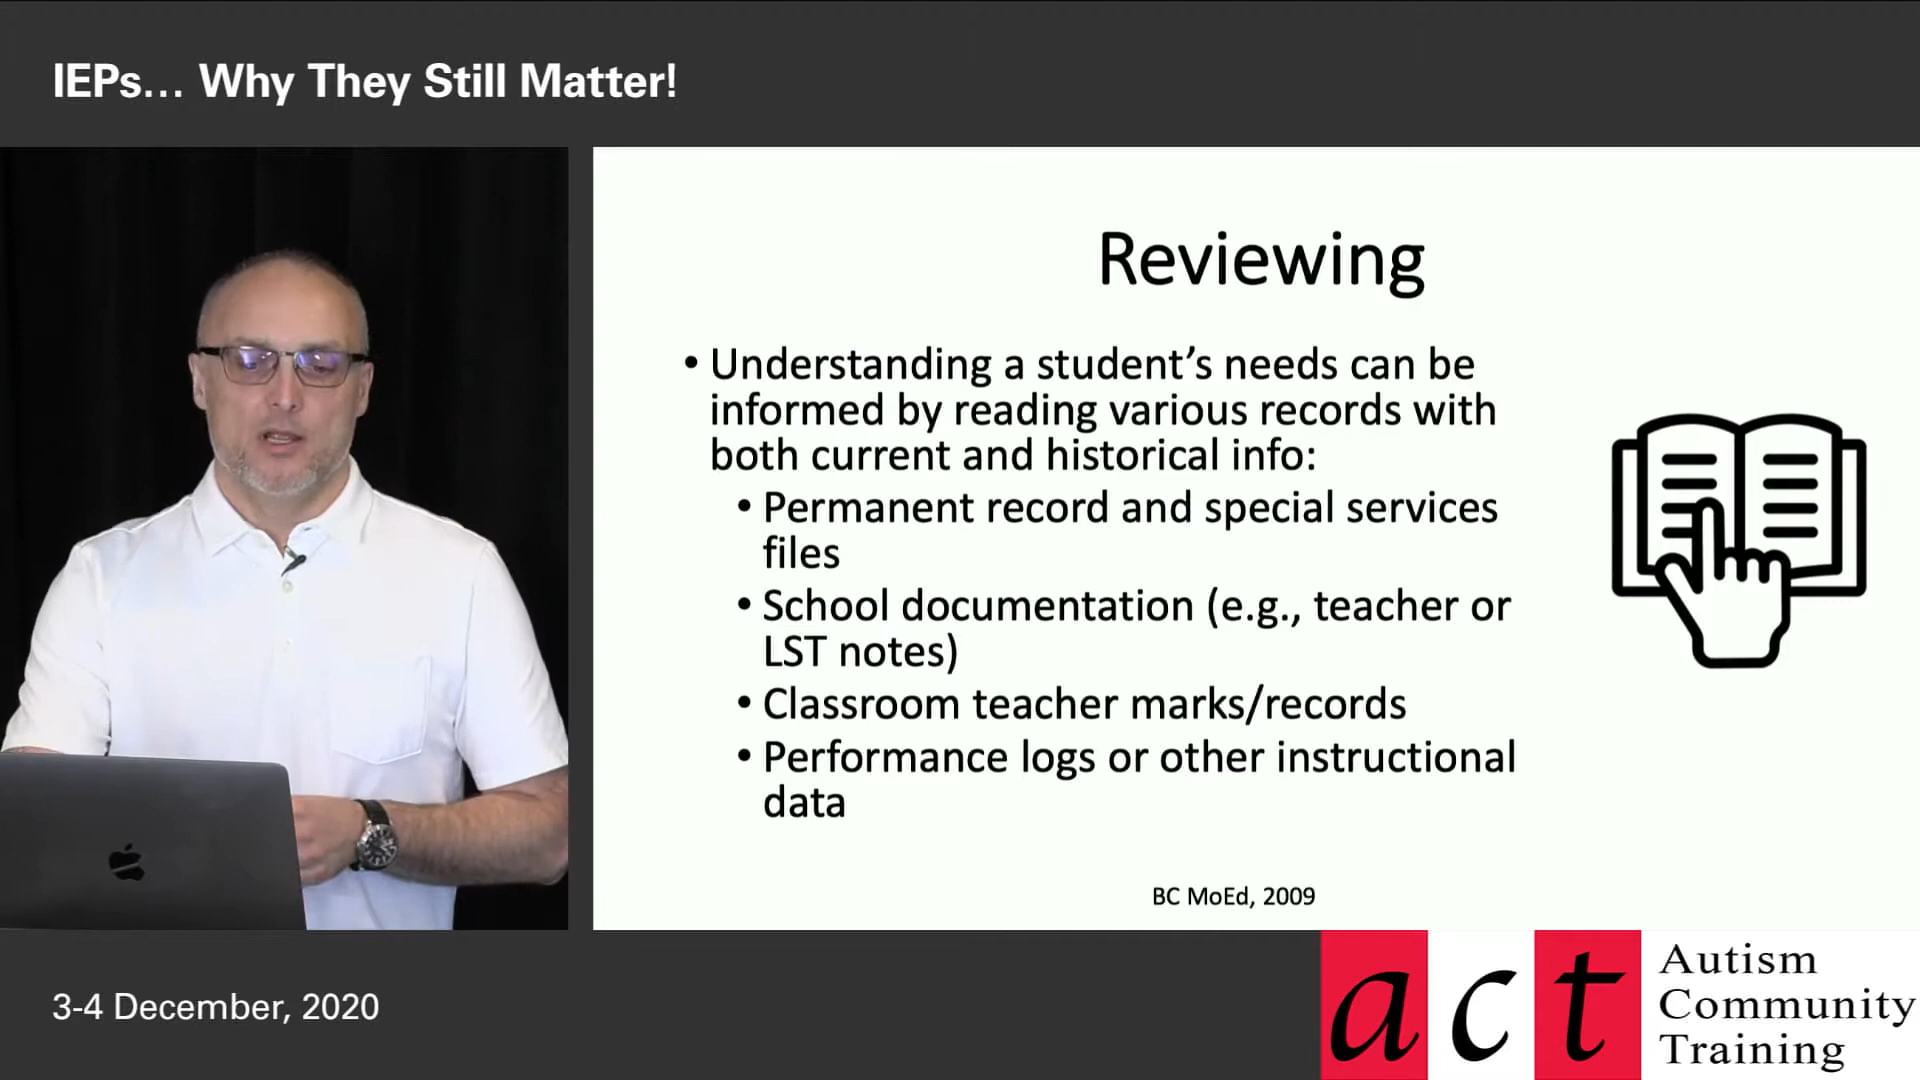 IEPs... Why They Still Matter!
Reviewing
• Understanding a student’s needs can be
informed by reading various records with
both current and historical info:
• Permanent record and special services
files
• School documentation (e.g., teacher or
LST notes)
• Classroom teacher marks/records
• Performance logs or other instructional
data
BC MoEd, 2009
3-4 December, 2020
act
Autism
Community
Training